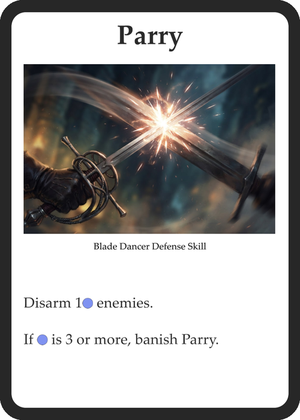 Parry
Blade Dancer Defense Skill
Disarm 1🔵 enemies.
If 🔵 is 3 or more, banish Parry.